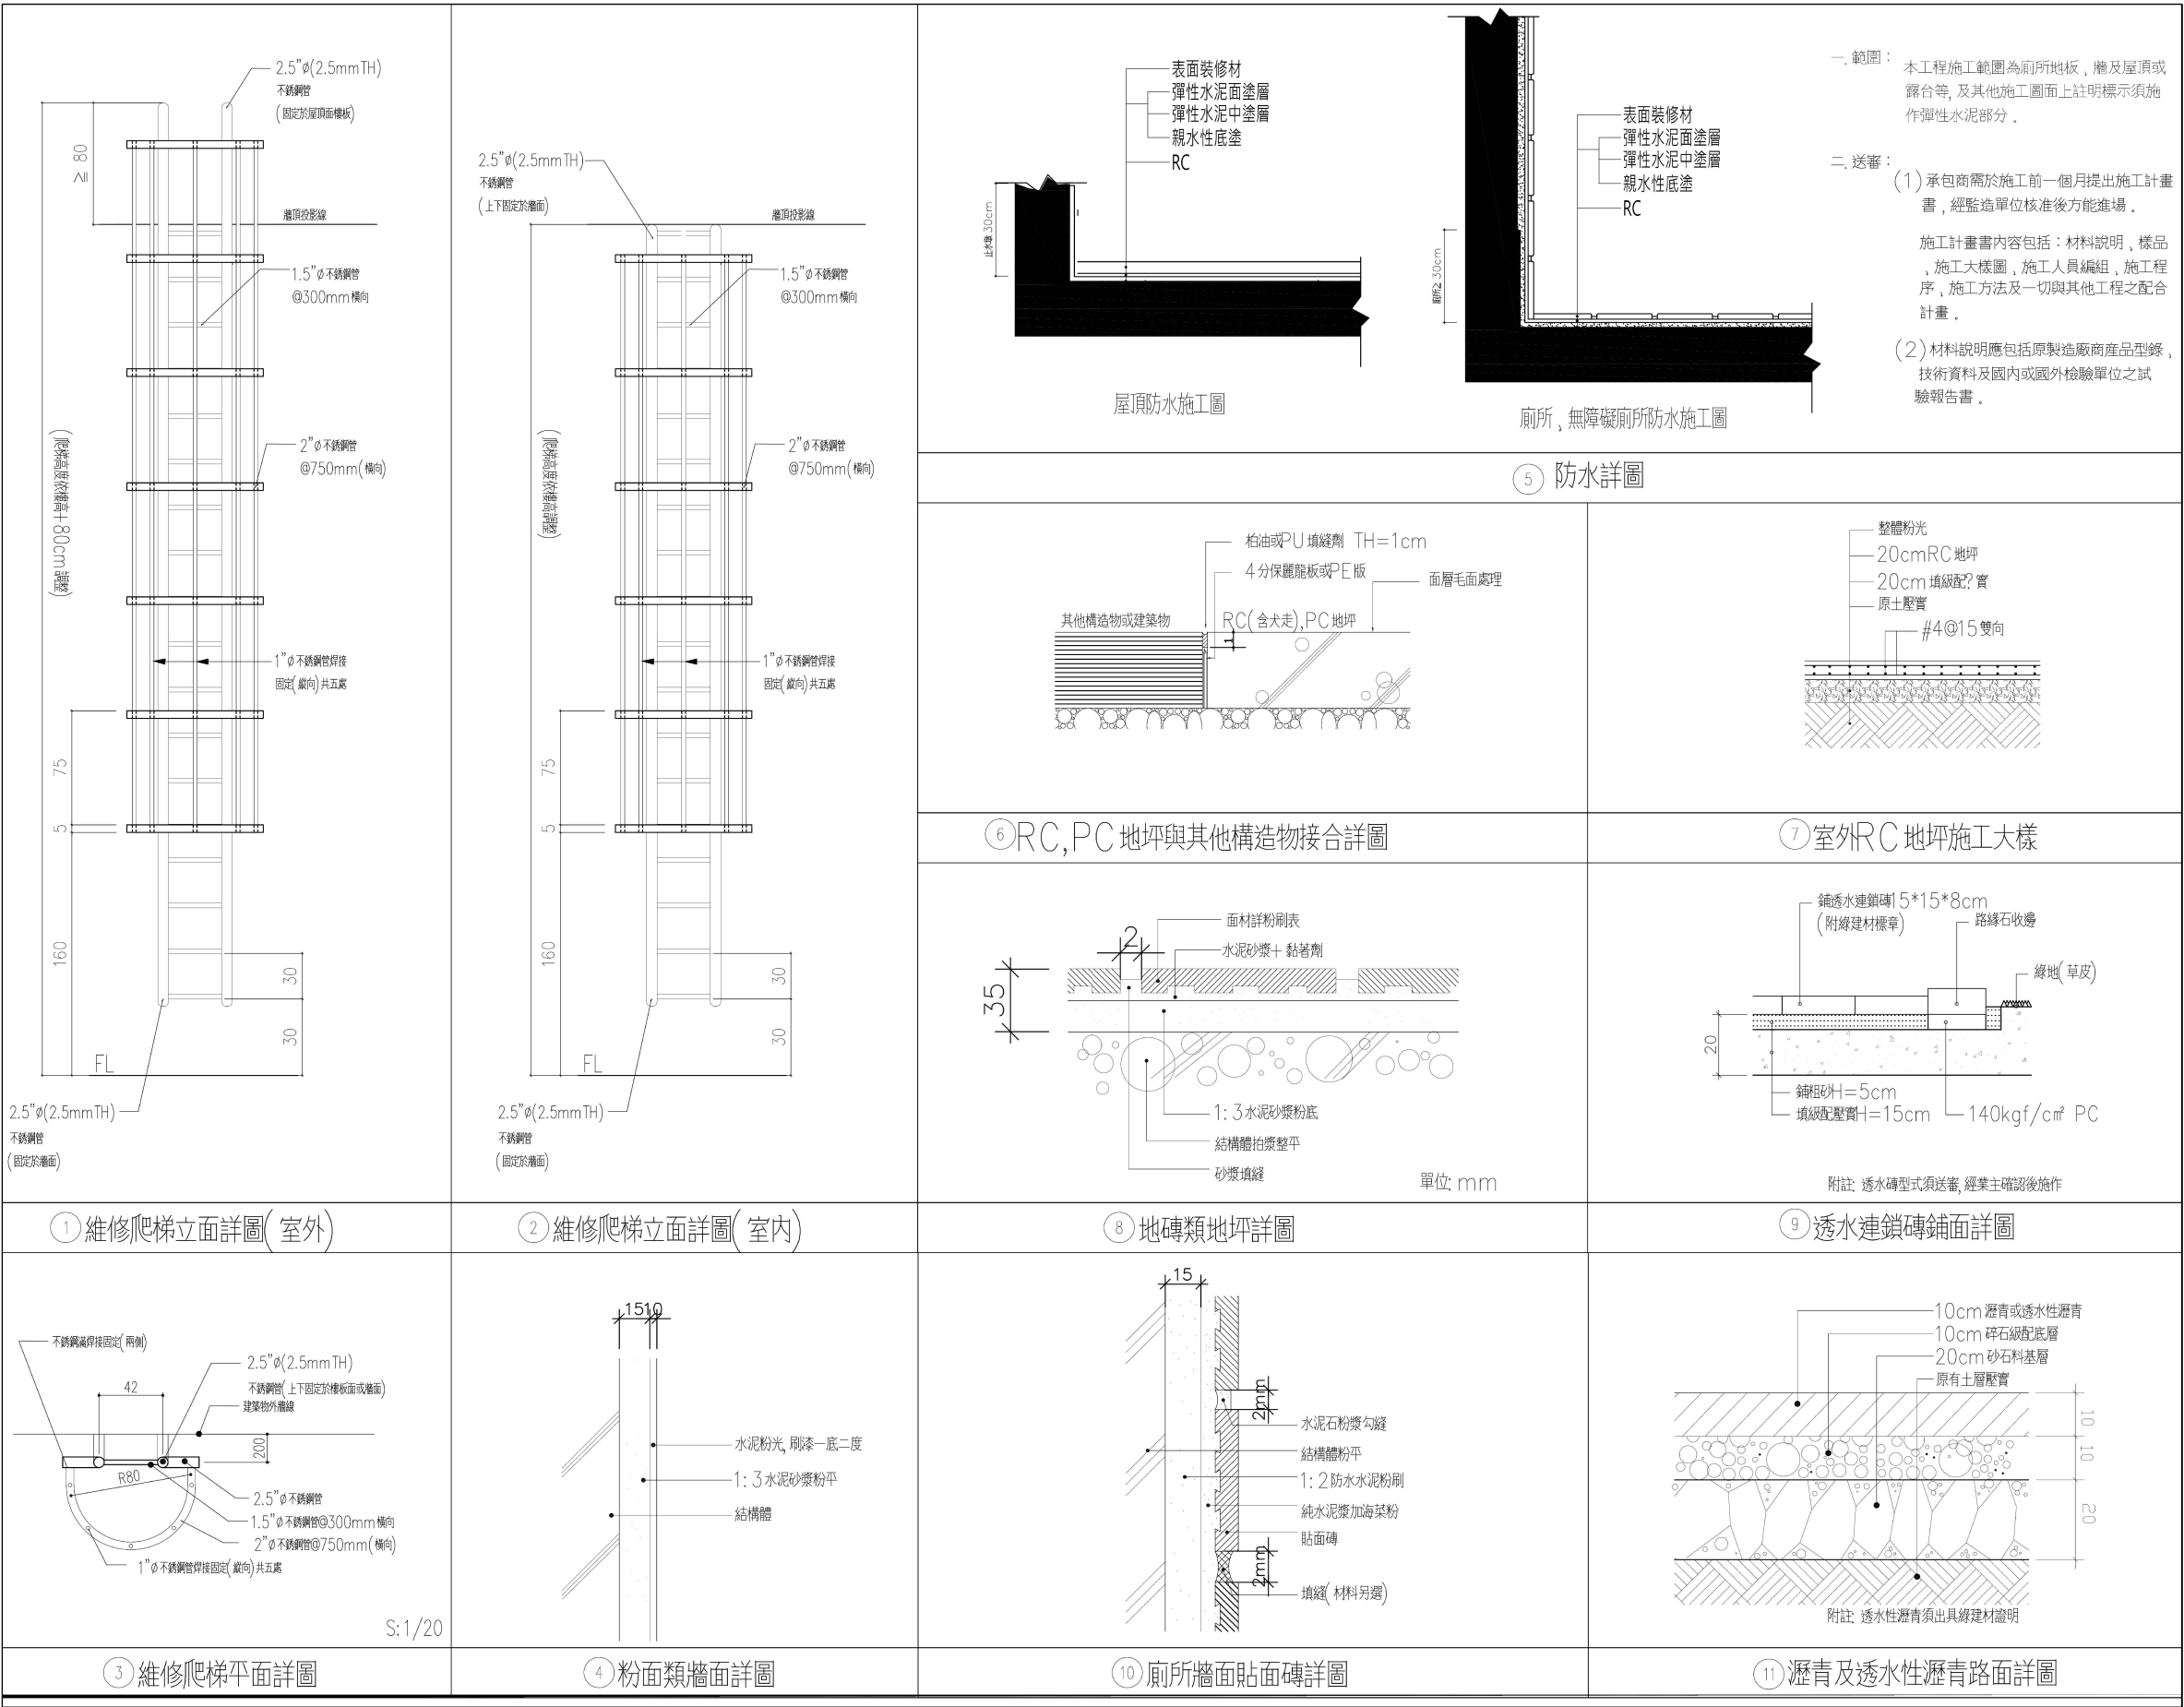 2.5"ø(2.5mmTH)
不銹鋼管
(固定於屋頂面樓板)
≥ 80
牆頂投影線
1.5"ø不銹鋼管
@300mm橫向
(爬梯高度依樓高+80cm調整)
2"ø不銹鋼管
@750mm(橫向)
1"ø不銹鋼管焊接
固定(縱向)共五處
75
5
160
30
30
FL
2.5"ø(2.5mmTH)
不銹鋼管
(固定於牆面)
1 維修爬梯立面詳圖(室外)
2.5"ø(2.5mmTH)
不銹鋼管
(上下固定於牆面)
牆頂投影線
1.5"ø不銹鋼管
@300mm橫向
(爬梯高度依樓高調整)
2"ø不銹鋼管
@750mm(橫向)
1"ø不銹鋼管焊接
固定(縱向)共五處
75
5
160
30
30
FL
2.5"ø(2.5mmTH)
不銹鋼管
(固定於牆面)
2 維修爬梯立面詳圖(室內)
不銹鋼滿焊接固定(兩側)
2.5"ø(2.5mmTH)
不銹鋼管(上下固定於樓板面或牆面)
建築物外牆線
42
200
R80
2.5"ø不銹鋼管
1.5"ø不銹鋼管@300mm橫向
2"ø不銹鋼管@750mm(橫向)
1"ø不銹鋼管焊接固定(縱向)共五處
S:1/20
3 維修爬梯平面詳圖
1510
水泥粉光,刷漆一底二度
1:3水泥砂漿粉平
結構體
4 粉面類牆面詳圖
表面裝修材
彈性水泥面塗層
彈性水泥中塗層
親水性底塗
RC
止水墩30cm
屋頂防水施工圖
表面裝修材
彈性水泥面塗層
彈性水泥中塗層
親水性底塗
RC
廁所≥30cm
廁所、無障礙廁所防水施工圖
一.範圍：
本工程施工範圍為廁所地板，牆及屋頂或
露台等,及其他施工圖面上註明標示須施
作彈性水泥部分。
二.送審：
(1)承包商需於施工前一個月提出施工計畫
書，經監造單位核准後方能進場。
施工計畫書內容包括：材料說明、樣品
、施工大樣圖、施工人員編組、施工程
序、施工方法及一切與其他工程之配合
計畫。
(2)材料說明應包括原製造廠商產品型錄、
技術資料及國內或國外檢驗單位之試
驗報告書。
5 防水詳圖
柏油或PU填縫劑 TH=1cm
4分保麗龍板或PE版
面層毛面處理
其他構造物或建築物
RC(含犬走),PC地坪
1
6 RC,PC地坪與其他構造物接合詳圖
整體粉光
20cmRC地坪
20cm填級配?實
原土壓實
#4@15雙向
7 室外RC地坪施工大樣
面材詳粉刷表
水泥砂漿+黏著劑
2
35
1:3水泥砂漿粉底
結構體拍漿整平
砂漿填縫
單位:mm
8 地磚類地坪詳圖
鋪透水連鎖磚15*15*8cm
(附綠建材標章)
路緣石收邊
綠地(草皮)
20
鋪粗砂H=5cm
填級配壓實H=15cm
140kgf/c㎡ PC
附註:透水磚型式須送審,經業主確認後施作
9 透水連鎖磚鋪面詳圖
15
2mm
水泥石粉漿勾縫
結構體粉平
1:2防水水泥粉刷
純水泥漿加海菜粉
貼面磚
2mm
填縫(材料另選)
10 廁所牆面貼面磚詳圖
10cm瀝青或透水性瀝青
10cm碎石級配底層
20cm砂石料基層
原有土層壓實
10
10
20
附註:透水性瀝青須出具綠建材證明
11 瀝青及透水性瀝青路面詳圖